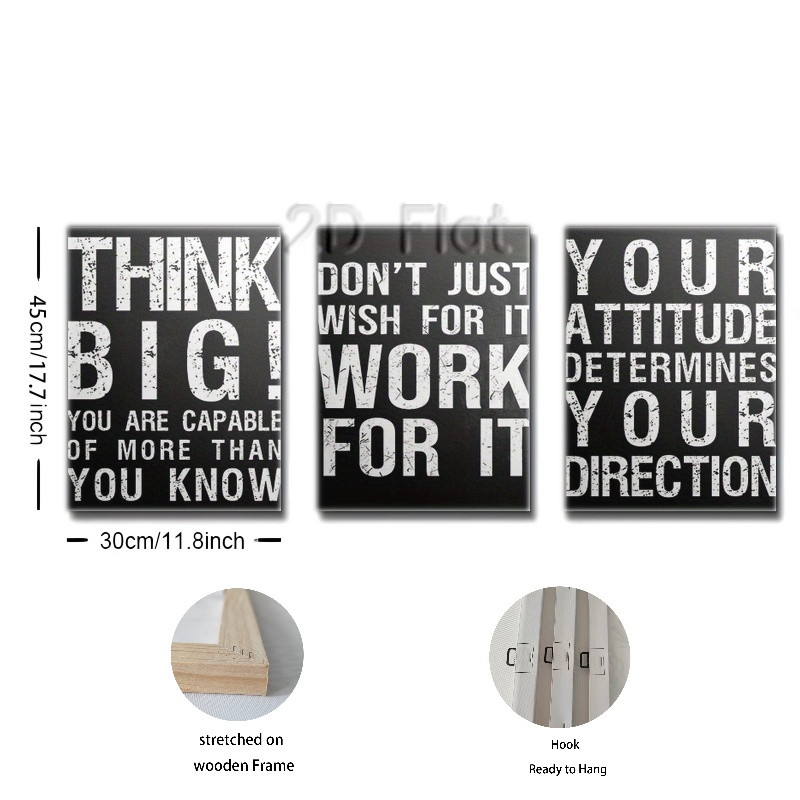 2D Flat
THINK
BIG!
YOU ARE CAPABLE
OF MORE THAN
YOU KNOW
DON'T JUST
WISH FOR IT
WORK
FOR IT
YOUR
ATTITUDE
DETERMINES
YOUR
DIRECTION
45cm/17.7inch
30cm/11.8inch
stretched on
wooden Frame
Hook
Ready to Hang